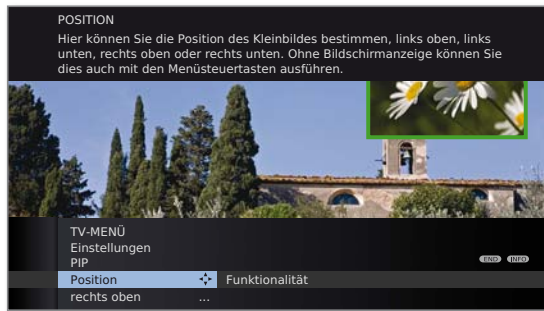 POSITION
Hier können Sie die Position des Kleinbildes bestimmen, links oben, links
unten, rechts oben oder rechts unten. Ohne Bildschirmanzeige können Sie
dies auch mit den Menüsteuertasten ausführen.
TV-MENÜ
Einstellungen
PIP
END INFO
Position Funktionalität
rechts oben ...